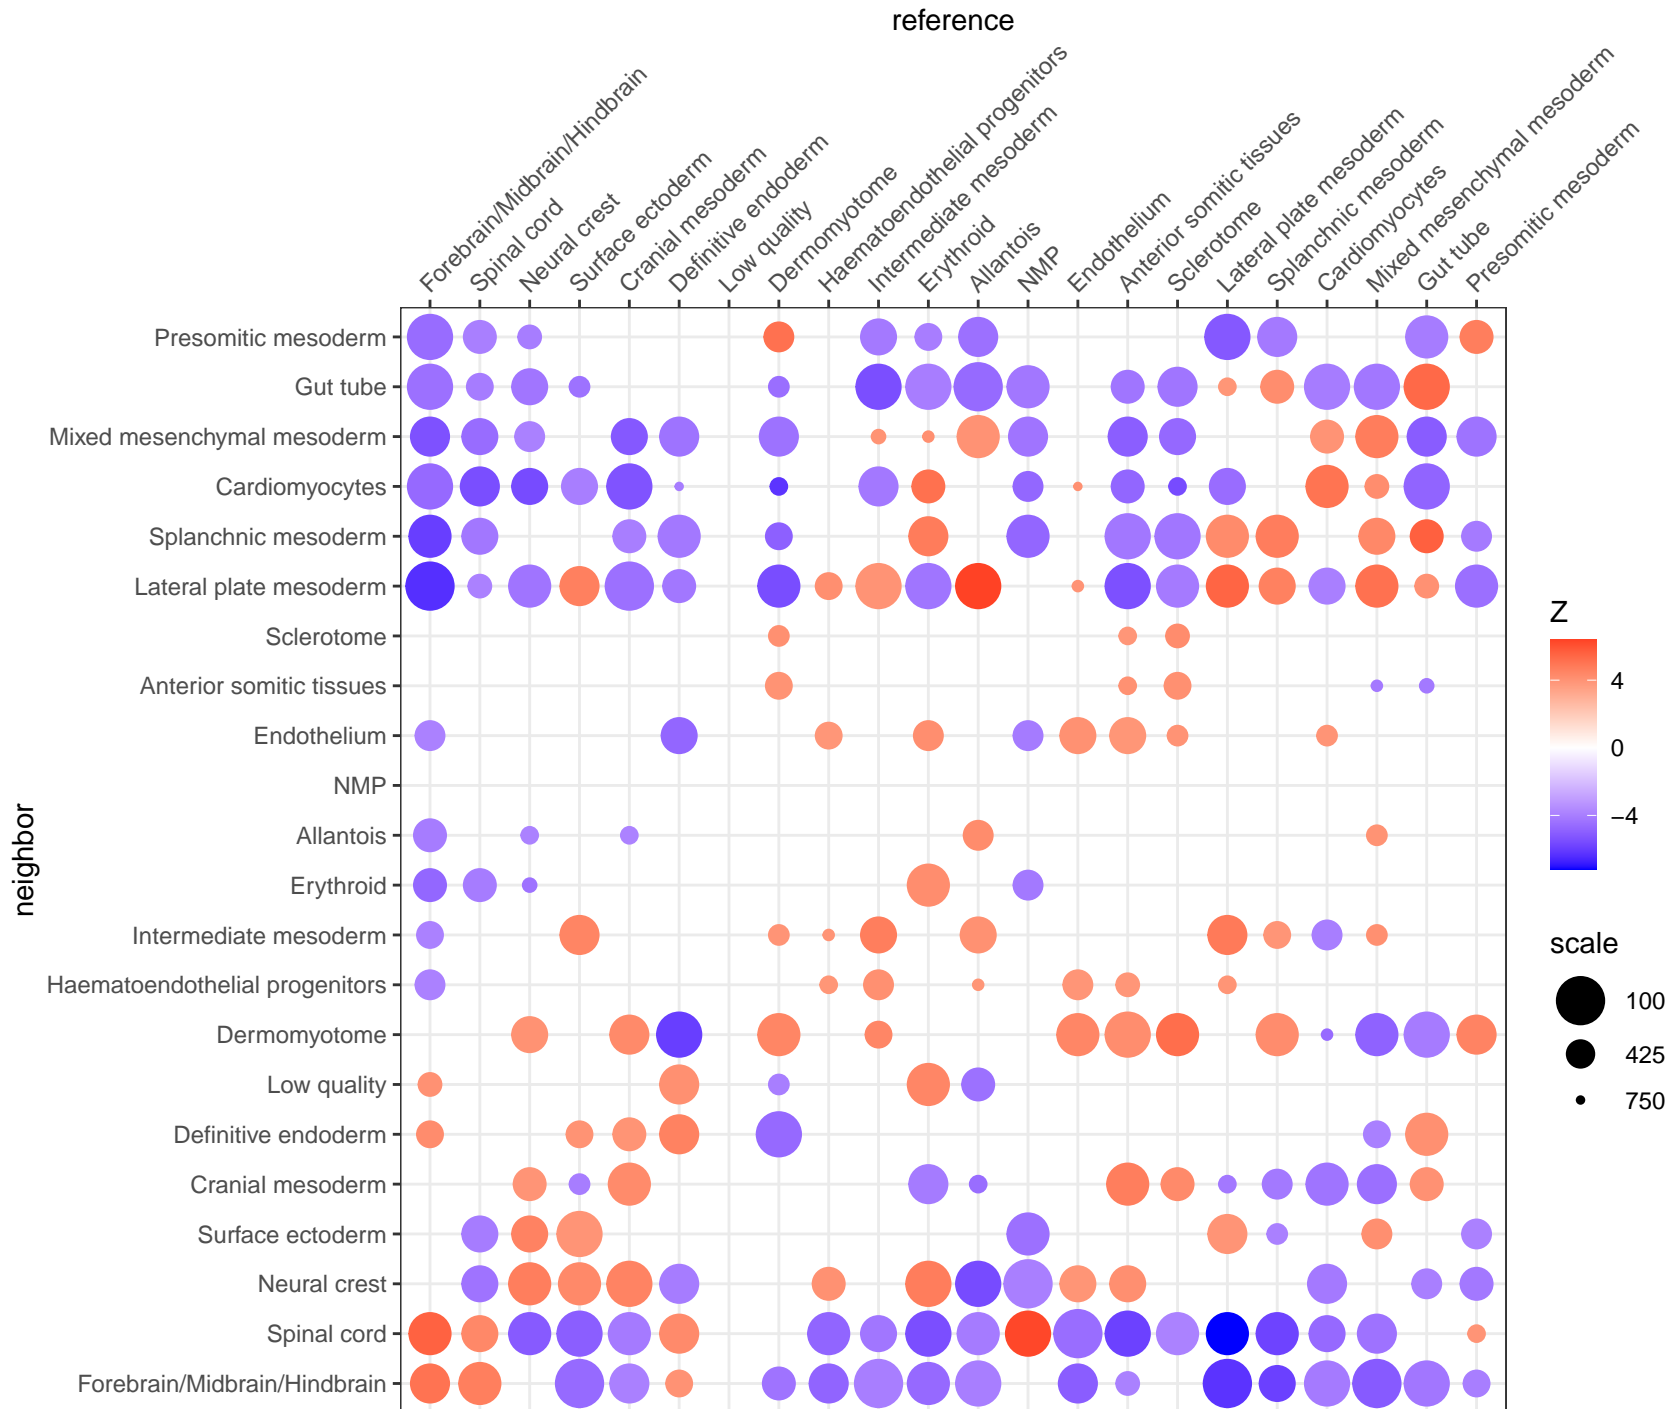 reference
Forebrain/Midbrain/Hindbrain
Spinal cord
Neural crest
Surface ectoderm
Cranial mesoderm
Definitive endoderm
Low quality
Dermomyotome
Haematoendothelial progenitors
Intermediate mesoderm
Erythroid
Allantois
NMP
Endothelium
Anterior somitic tissues
Sclerotome
Lateral plate mesoderm
Splanchnic mesoderm
Cardiomyocytes
Mixed mesenchymal mesoderm
Gut tube
Presomitic mesoderm
neighbor
Presomitic mesoderm
Gut tube
Mixed mesenchymal mesoderm
Cardiomyocytes
Splanchnic mesoderm
Lateral plate mesoderm
Sclerotome
Anterior somitic tissues
Endothelium
NMP
Allantois
Erythroid
Intermediate mesoderm
Haematoendothelial progenitors
Dermomyotome
Low quality
Definitive endoderm
Cranial mesoderm
Surface ectoderm
Neural crest
Spinal cord
Forebrain/Midbrain/Hindbrain
Z
4
0
−4
scale
100
425
750